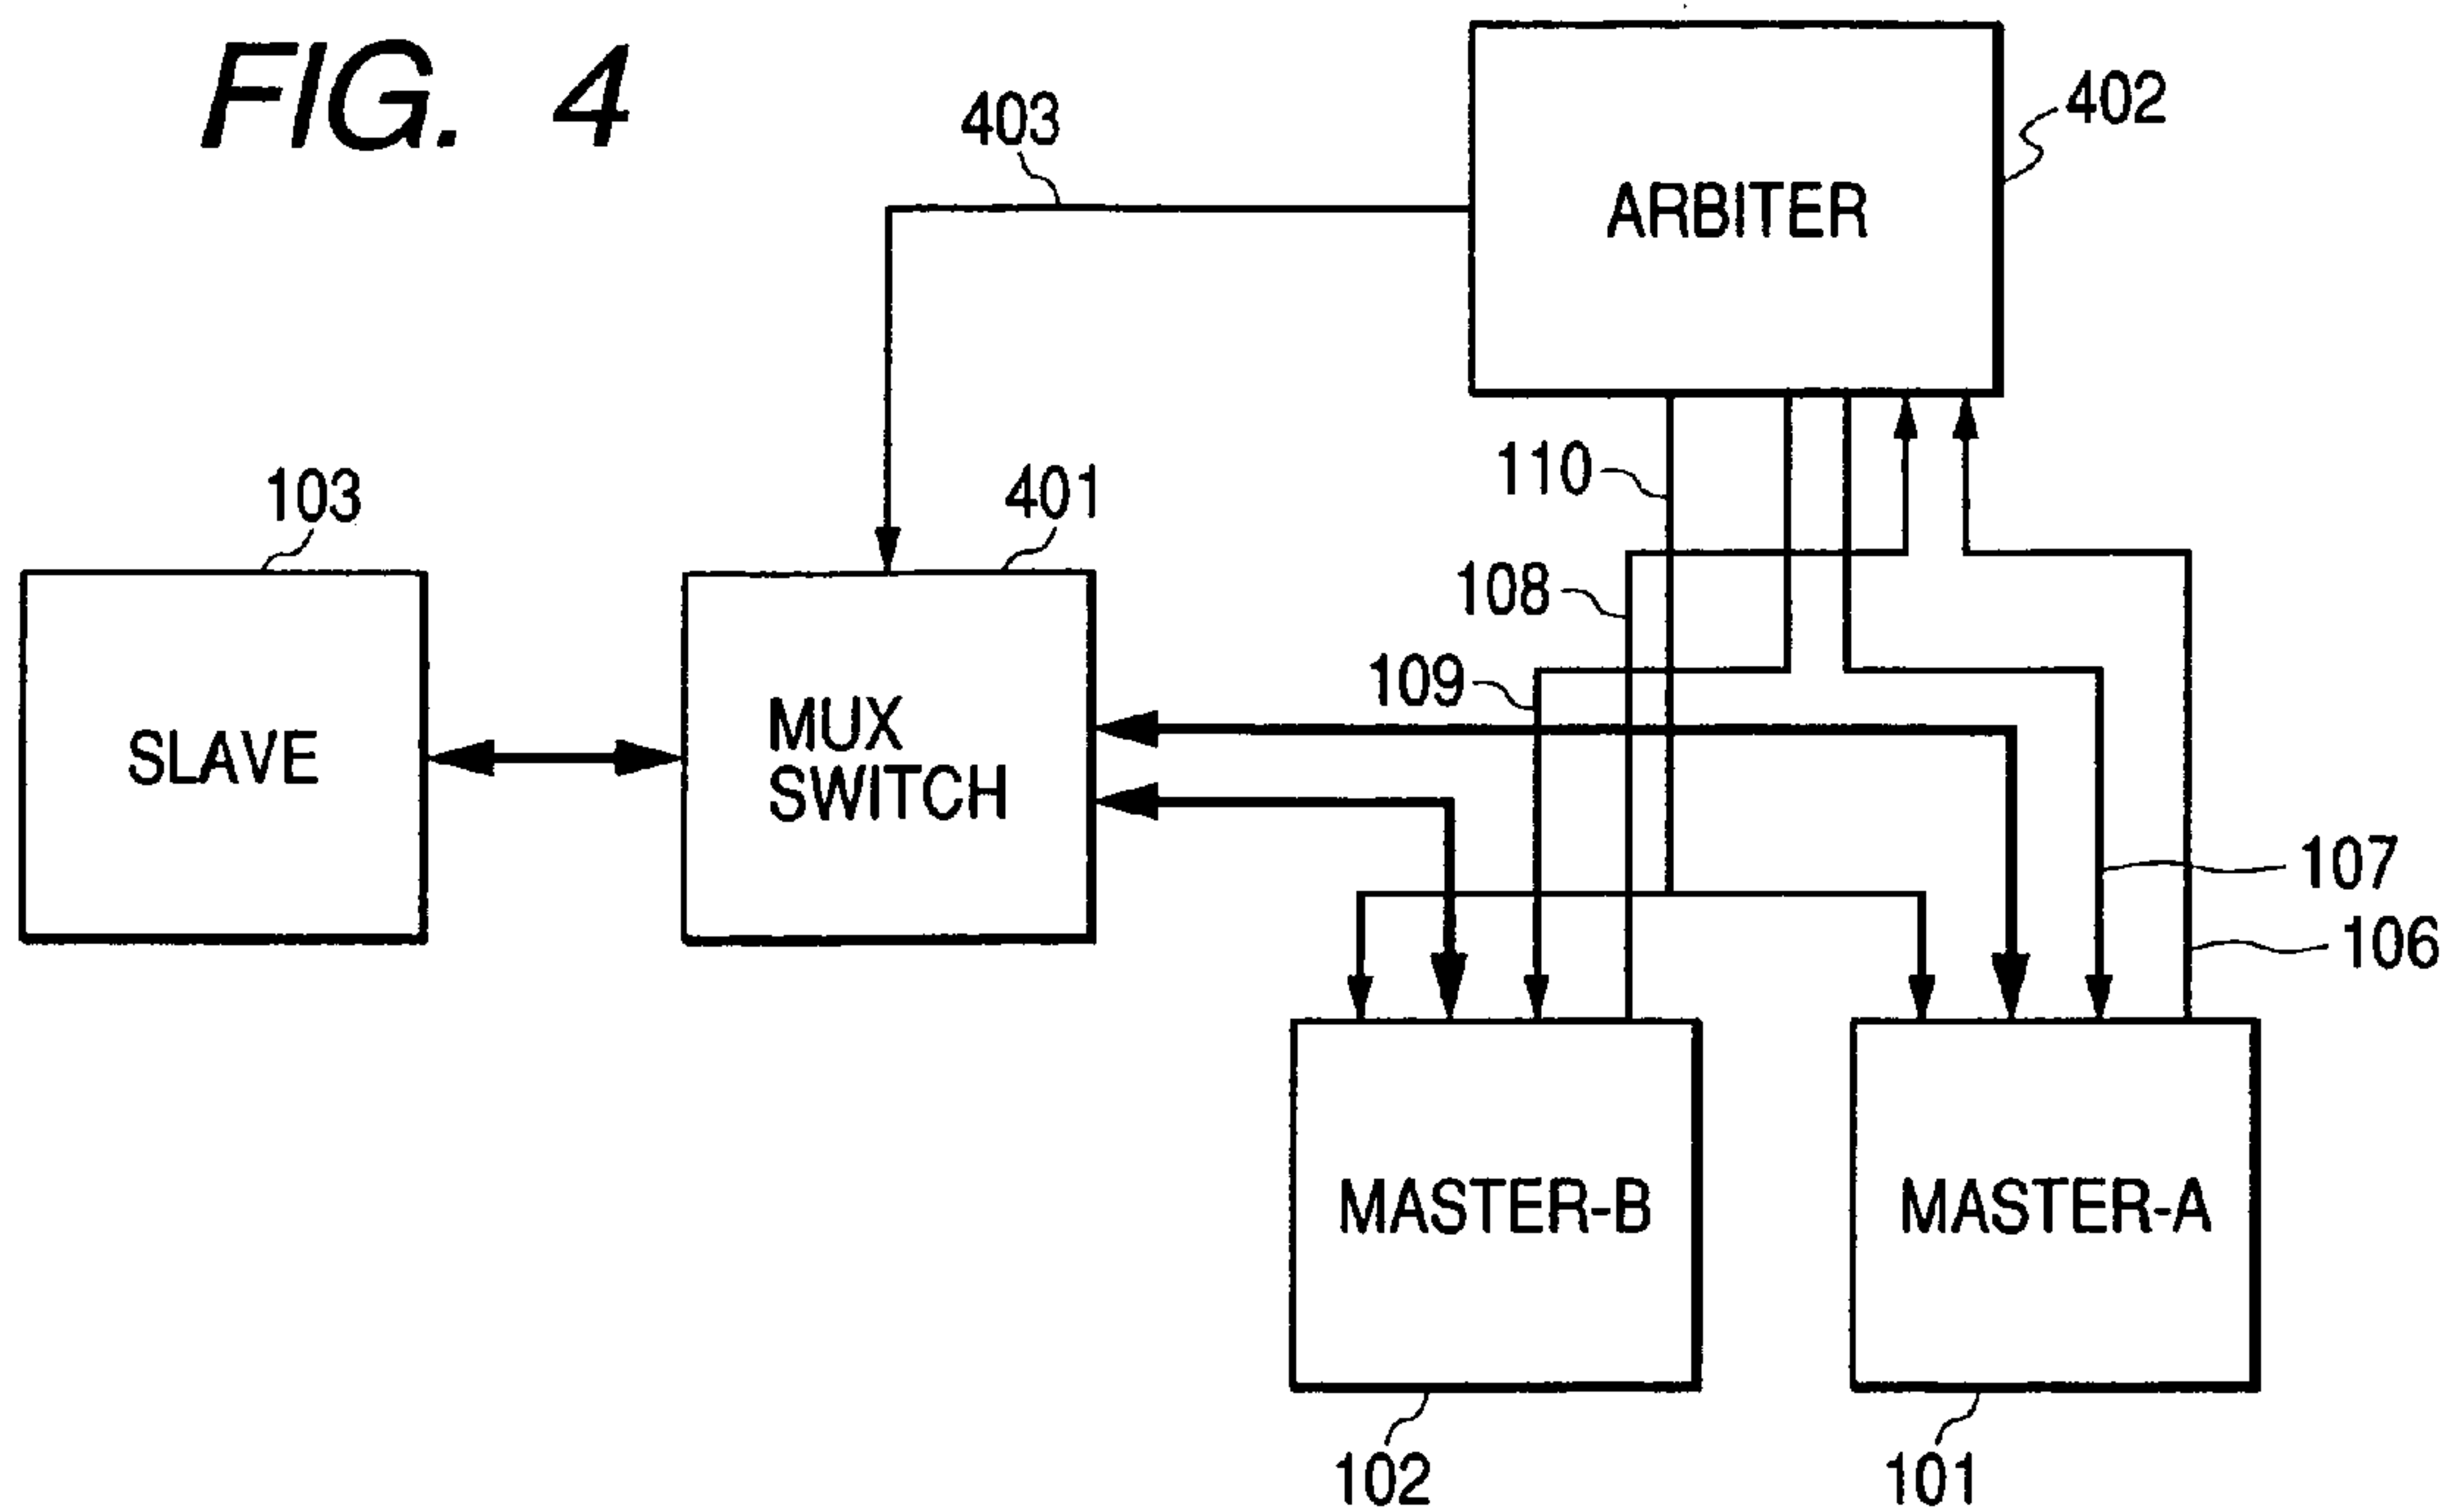 FIG. 4
403
402
ARBITER
110
103
401
108
109
SLAVE
MUX
SWITCH
107
106
MASTER-B
MASTER-A
102
101